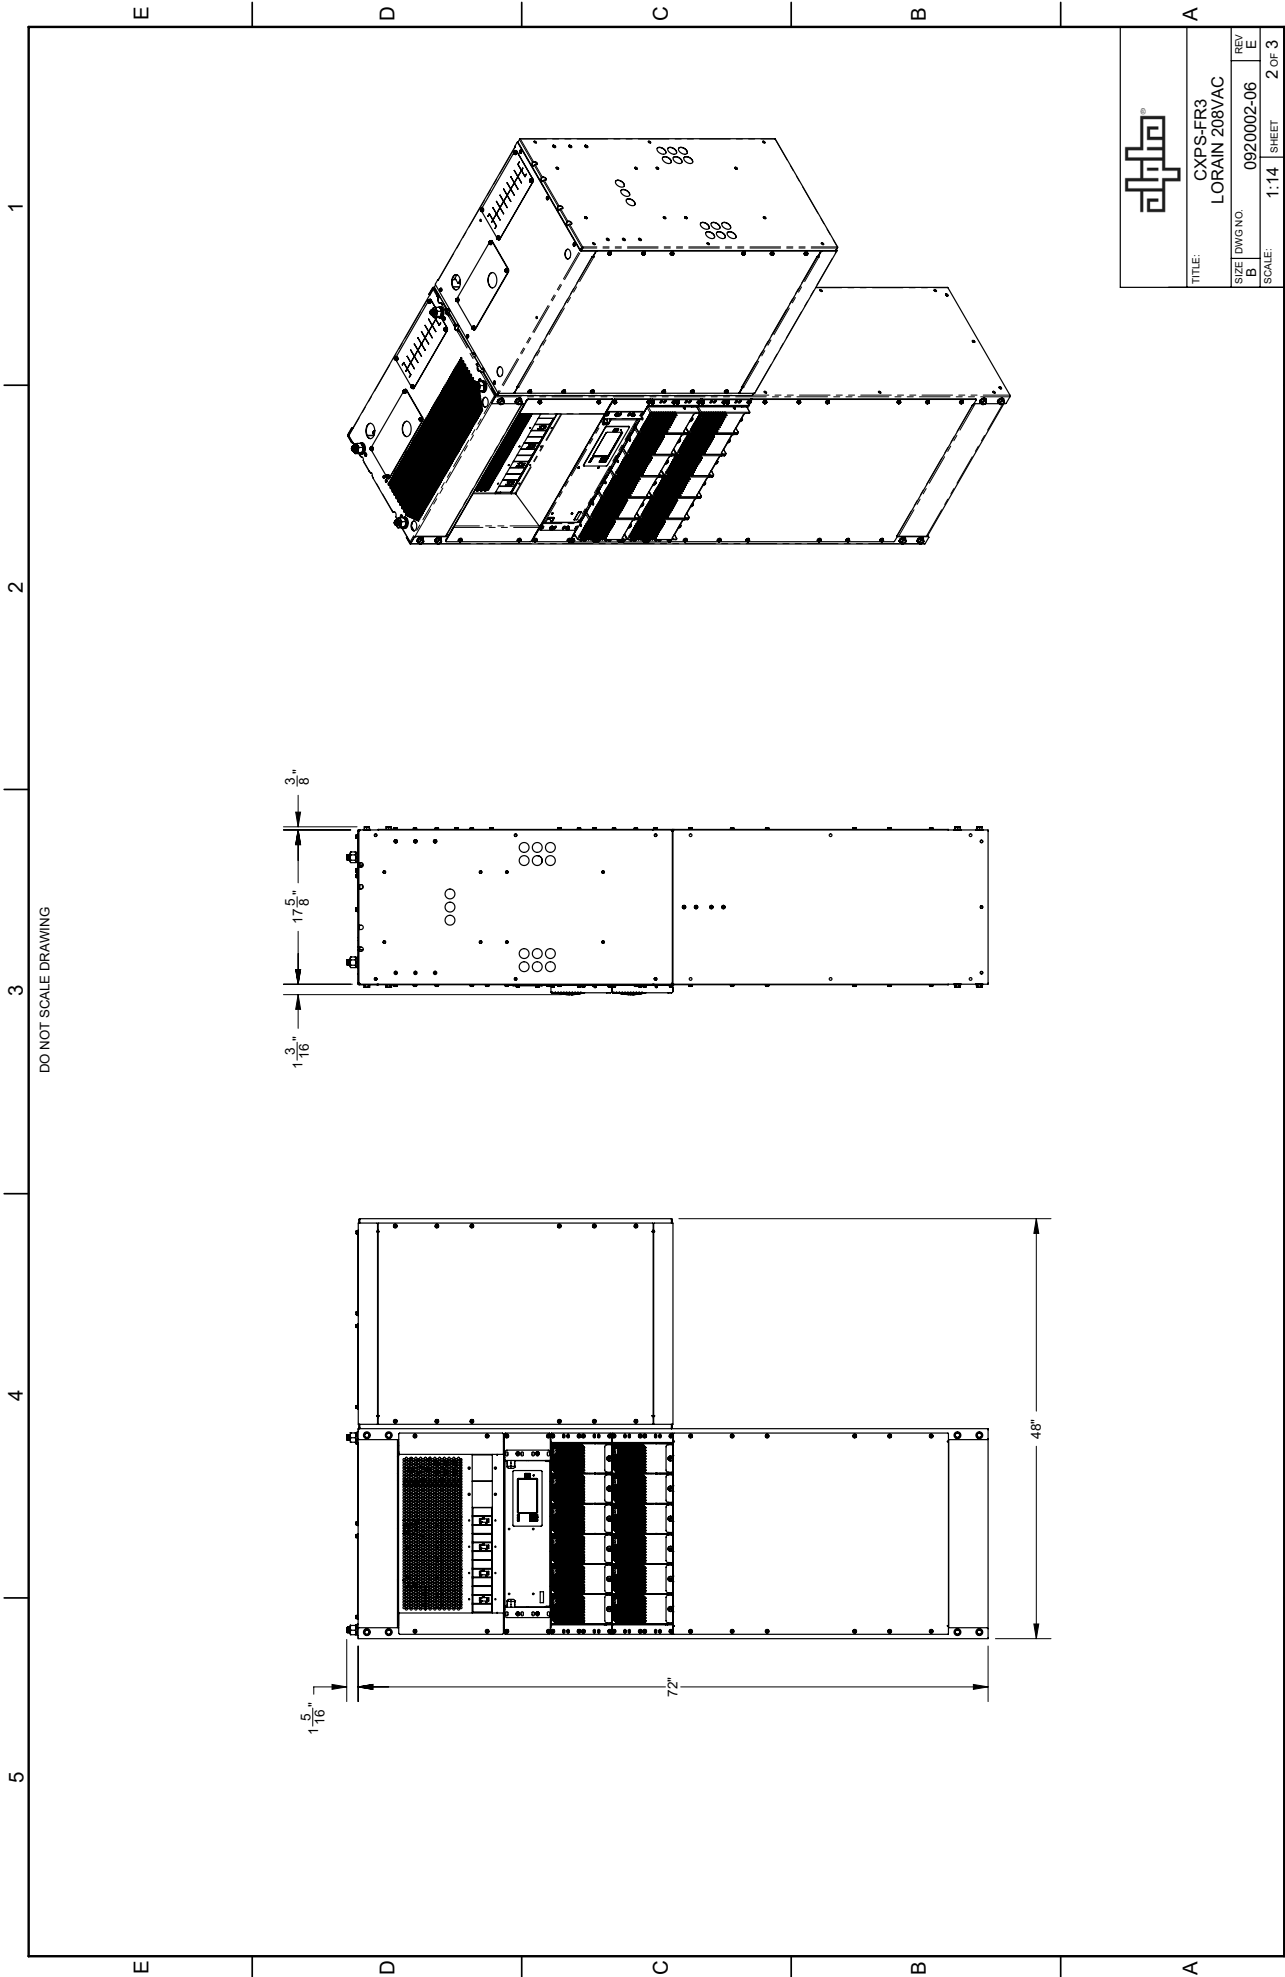 5
4
3
2
1
E
D
C
B
A
E
D
C
B
A
DO NOT SCALE DRAWING
1 5/16"
72"
48"
1 3/16"
17 5/8"
3/8"
alpha®
TITLE:
CXPS-FR3
LORAIN 208VAC
SIZE DWG NO. REV
B 0920002-06 E
SCALE: 1:14 SHEET 2 OF 3